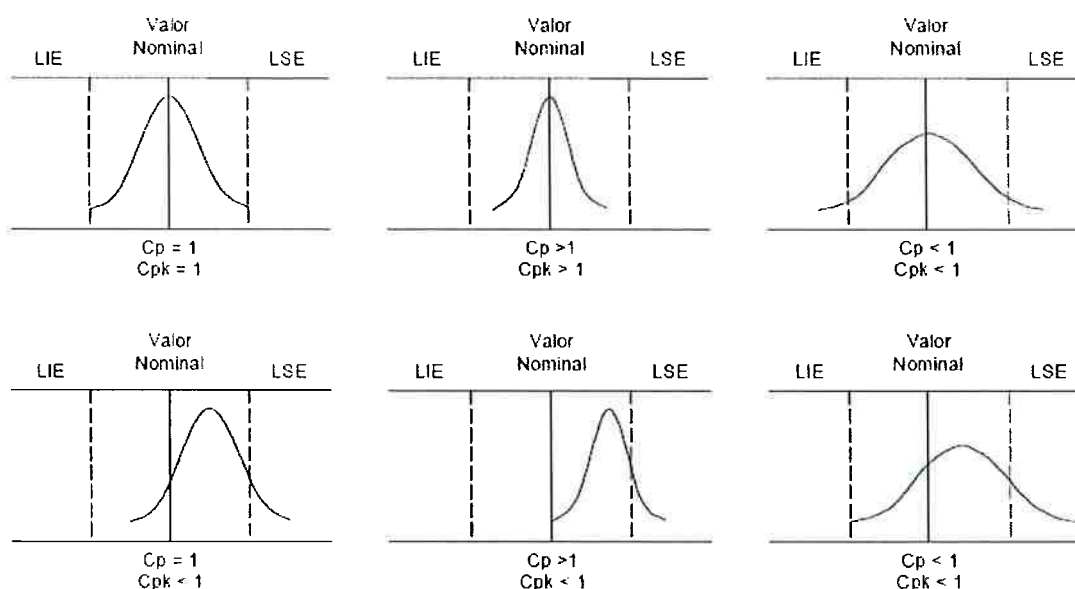 Valor
Nominal
LIE LSE
Cp = 1
Cpk = 1
Valor
Nominal
LIE LSE
Cp >1
Cpk > 1
Valor
Nominal
LIE LSE
Cp < 1
Cpk < 1
Valor
Nominal
LIE LSE
Cp = 1
Cpk < 1
Valor
Nominal
LIE LSE
Cp >1
Cpk < 1
Valor
Nominal
LIE LSE
Cp < 1
Cpk < 1